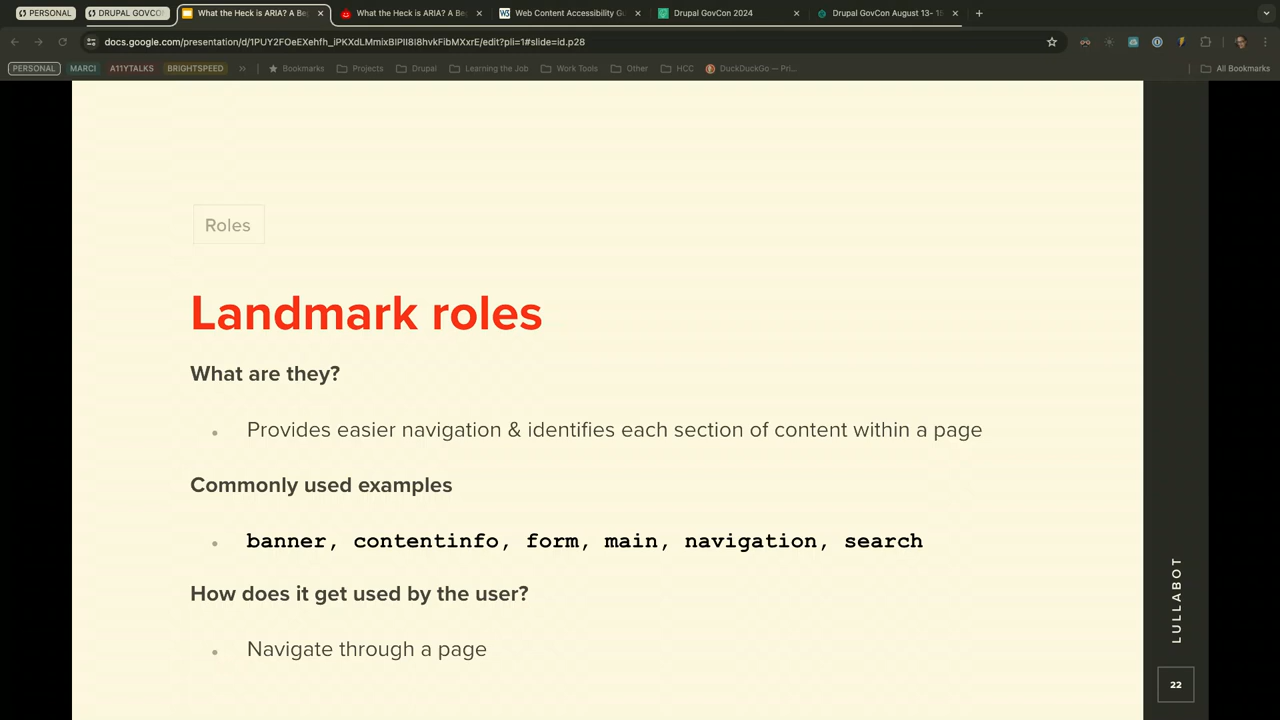 PERSONAL
DRUPAL GOVCO
What the Heck is ARIA? A Be
What the Heck is ARIA? A Be
Web Content Accessibility Gu
Drupal GovCon 2024
Drupal GovCon August 13- 15
docs.google.com/presentation/d/1PUY2FOeEXehfh_iPKXdLMmixBIPII8I8hvkFibMXxrE/edit?pli=1#slide=id.p28
PERSONAL
MARCI
A11YTALKS
BRIGHTSPEED
Bookmarks
Projects
Drupal
Learning the Job
Work Tools
Other
HCC
DuckDuckGo — Pri...
All Bookmarks
Roles
Landmark roles
What are they?
Provides easier navigation & identifies each section of content within a page
Commonly used examples
banner, contentinfo, form, main, navigation, search
How does it get used by the user?
Navigate through a page
LULLABOT
22